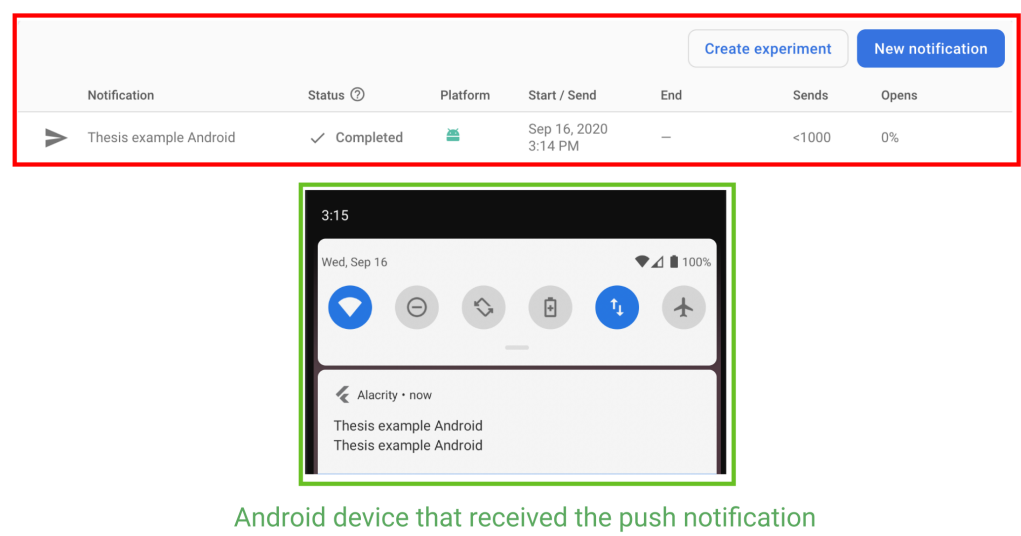 Create experiment New notification
Notification Status Platform Start / Send End Sends Opens
Thesis example Android Completed Sep 16, 2020 – <1000 0%
3:14 PM
3:15
Wed, Sep 16 100%
Alacrity • now
Thesis example Android
Thesis example Android
Android device that received the push notification